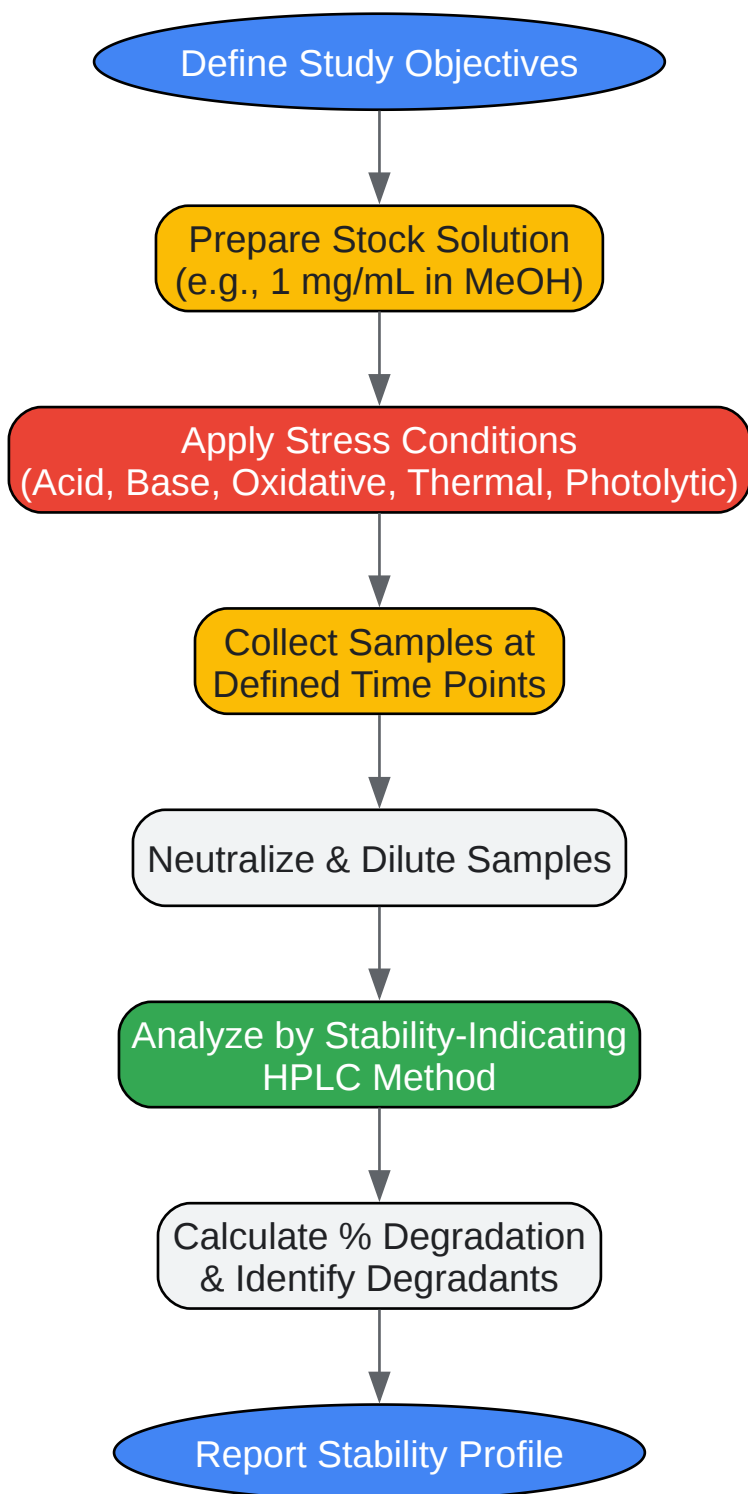 Define Study Objectives
Prepare Stock Solution
(e.g., 1 mg/mL in MeOH)
Apply Stress Conditions
(Acid, Base, Oxidative, Thermal, Photolytic)
Collect Samples at
Defined Time Points
Neutralize & Dilute Samples
Analyze by Stability-Indicating
HPLC Method
Calculate % Degradation
& Identify Degradants
Report Stability Profile